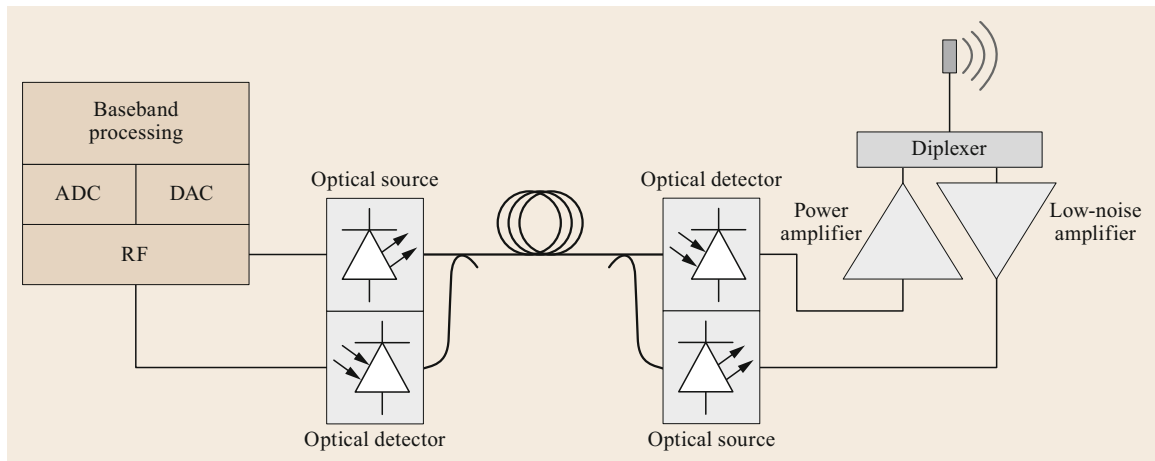 Baseband
processing
ADC
DAC
RF
Optical source
Optical detector
Optical detector
Optical source
Power
amplifier
Diplexer
Low-noise
amplifier